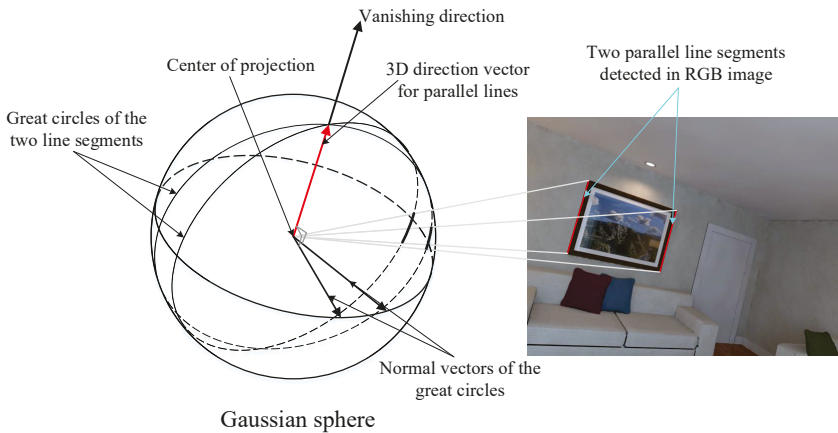 Vanishing direction
Center of projection
3D direction vector
for parallel lines
Two parallel line segments
detected in RGB image
Great circles of the
two line segments
Normal vectors of the
great circles
Gaussian sphere